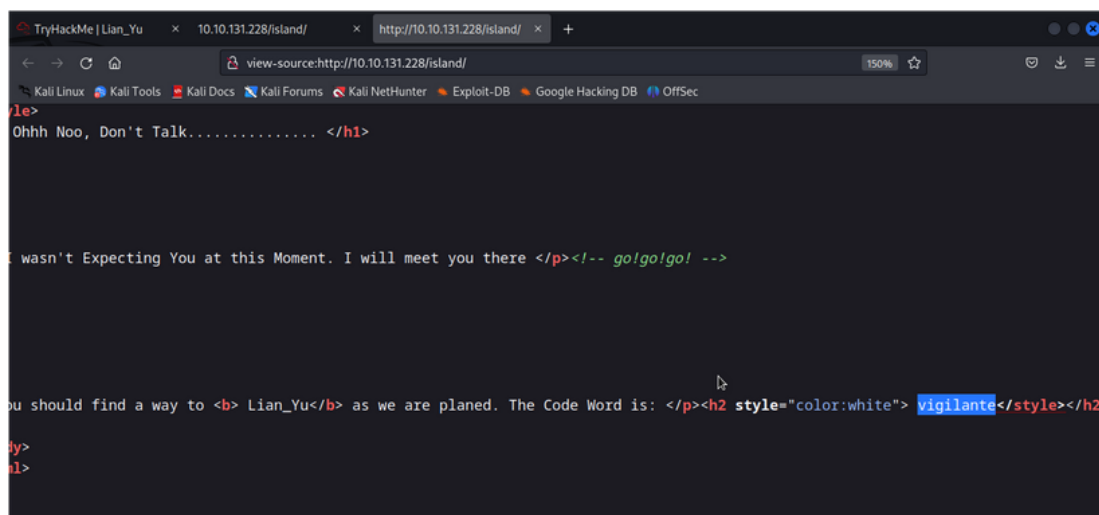 TryHackMe | Lian_Yu × 10.10.131.228/island/ × http://10.10.131.228/island/ × +
view-source:http://10.10.131.228/island/ 150%
Kali Linux Kali Tools Kali Docs Kali Forums Kali NetHunter Exploit-DB Google Hacking DB OffSec
yle>
Ohhh Noo, Don't Talk............... </h1>
I wasn't Expecting You at this Moment. I will meet you there </p><!-- go!go!go! -->
ou should find a way to <b> Lian_Yu</b> as we are planed. The Code Word is: </p><h2 style="color:white"> vigilante</style></h2
dy>
ml>